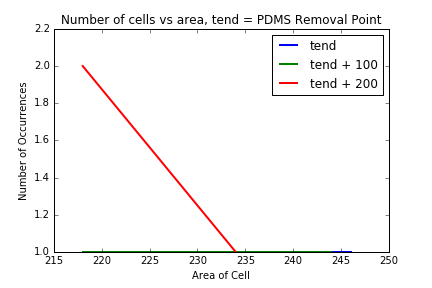 Number of cells vs area, tend = PDMS Removal Point
2.2
2.0
1.8
1.6
1.4
1.2
1.0
Number of Occurrences
tend
tend + 100
tend + 200
215
220
225
230
235
240
245
250
Area of Cell